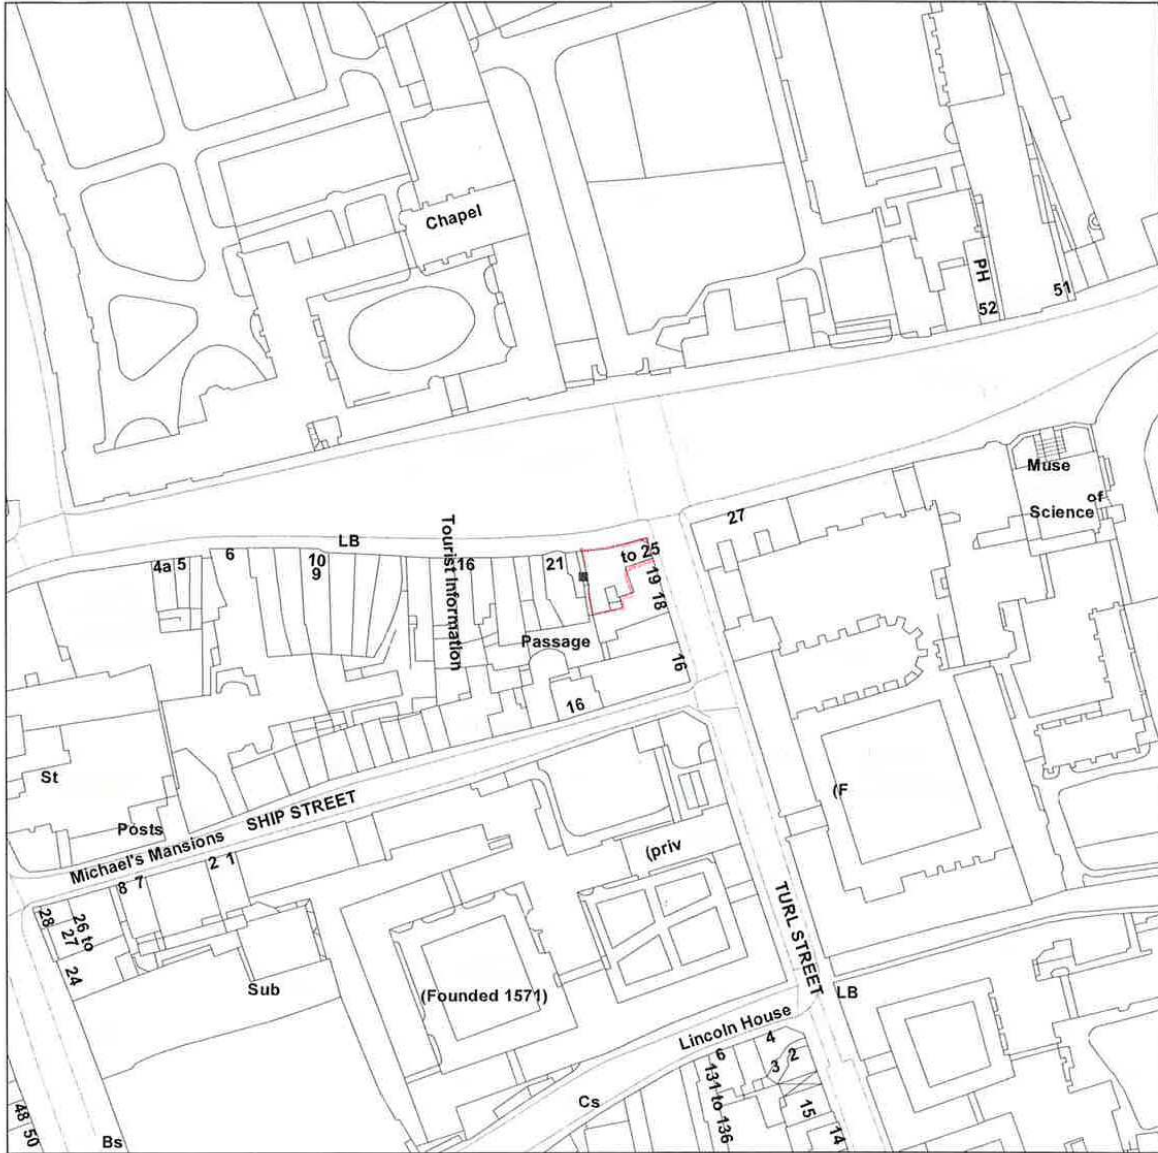 Chapel
PH
52
51
Muse
of
Science
27
LB
6
10
9
4a
5
Tourist Information
16
21
to 25
19
18
Passage
16
16
St
Posts
SHIP STREET
Michael's Mansions
8 7
2 1
(F
(priv
28
26 to
27
24
TURL STREET
Sub
(Founded 1571)
LB
Lincoln House
4
6
3
2
131 to 136
Cs
15
14
48
50
Bs